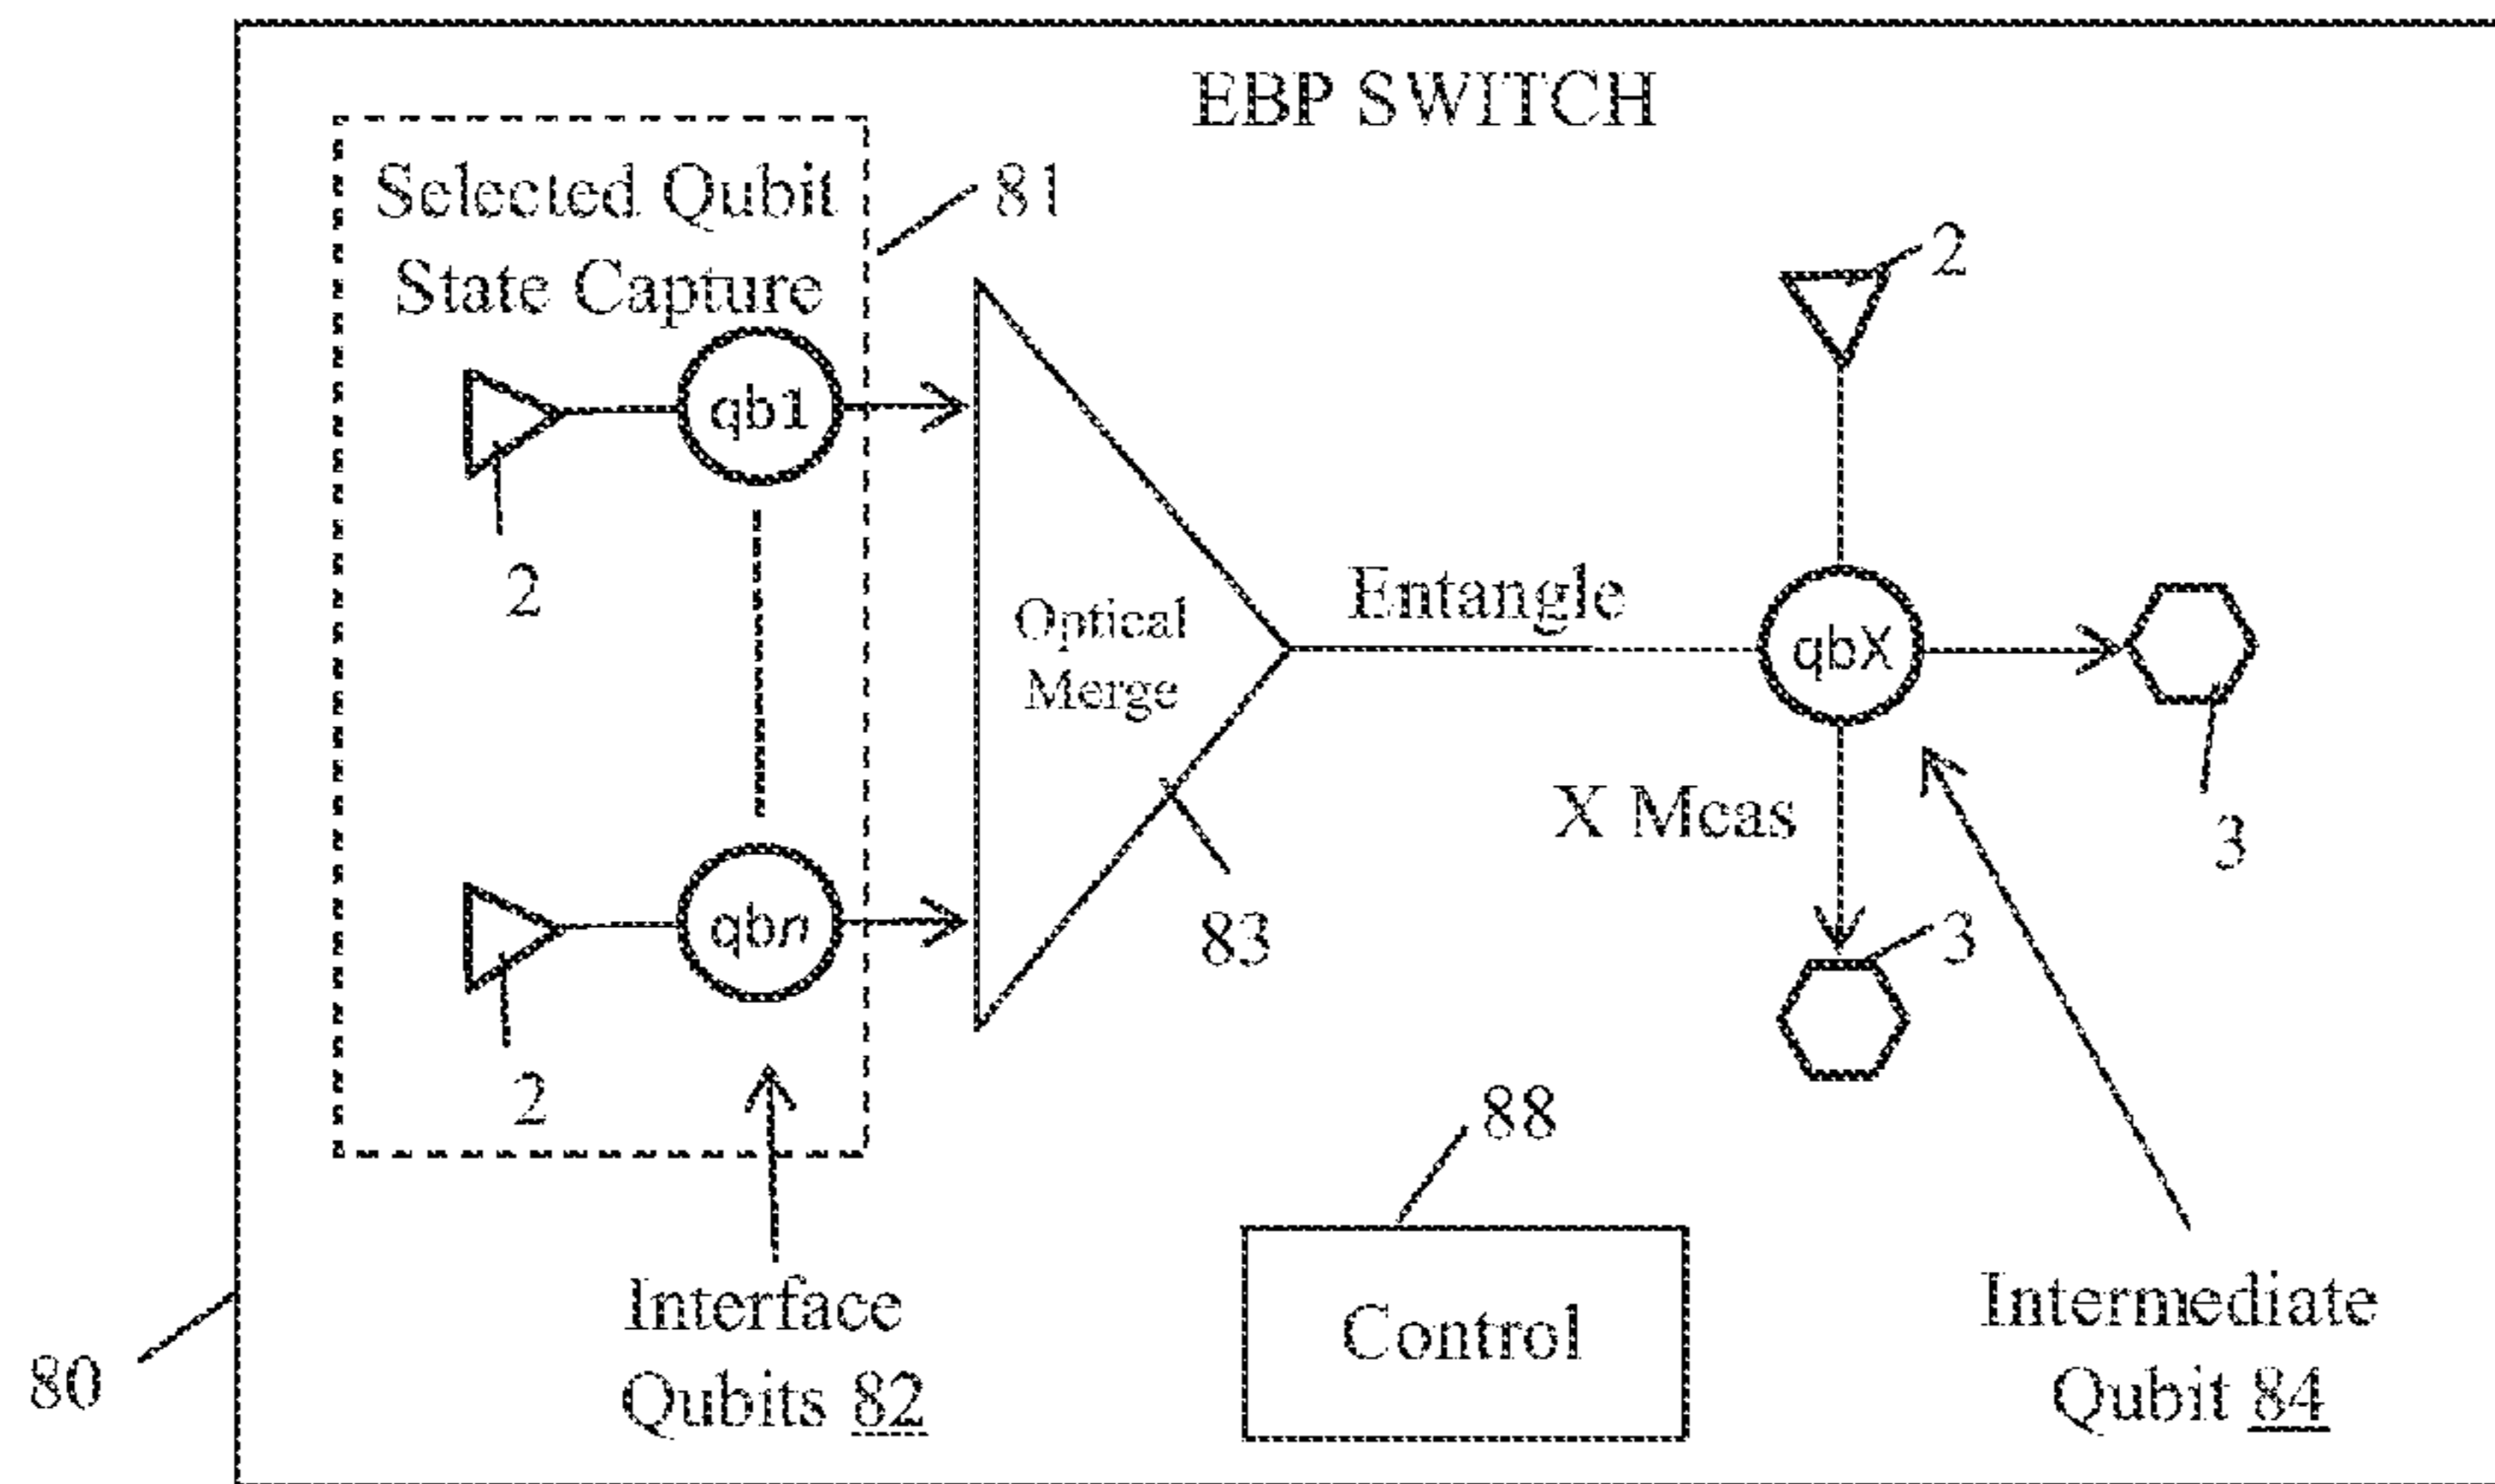 EBP SWITCH
Selected Qubit
State Capture
81
2
qb1
2
Optical
Merge
Entangle
qbX
X Meas
3
qbn
83
3
2
88
Interface
Qubits 82
Control
Intermediate
Qubit 84
80